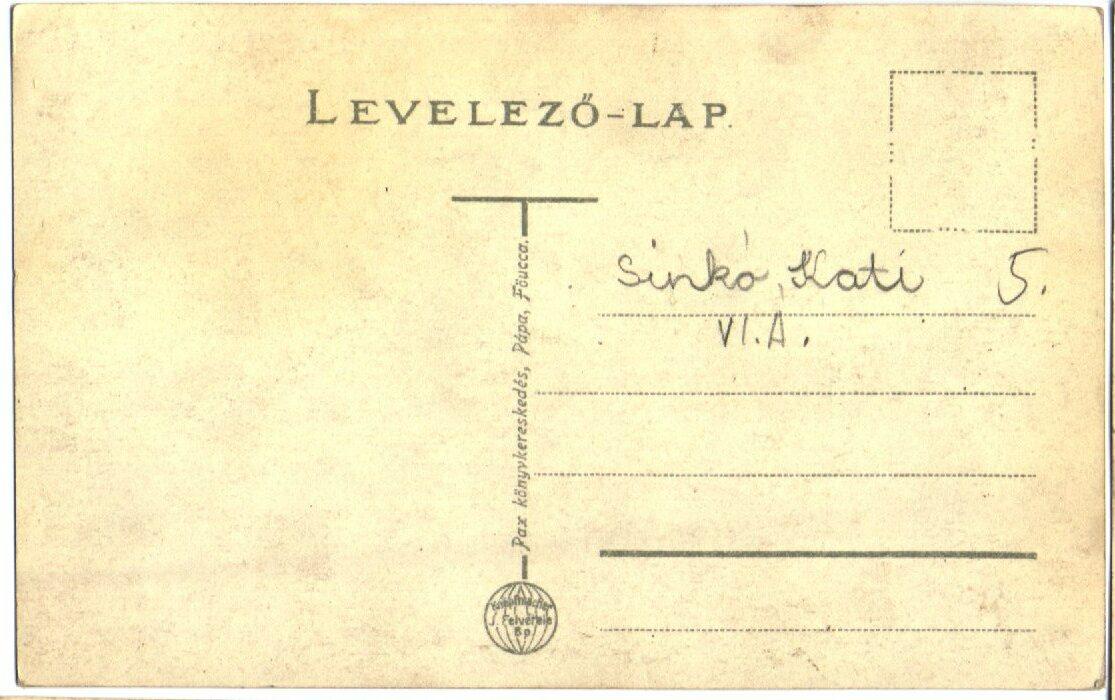 LEVELEZŐ-LAP.
Sinkó Kati 5.
VI.A.
Pax könyvkereskedés, Pápa, Főucca.
J. Felvétele
Bp